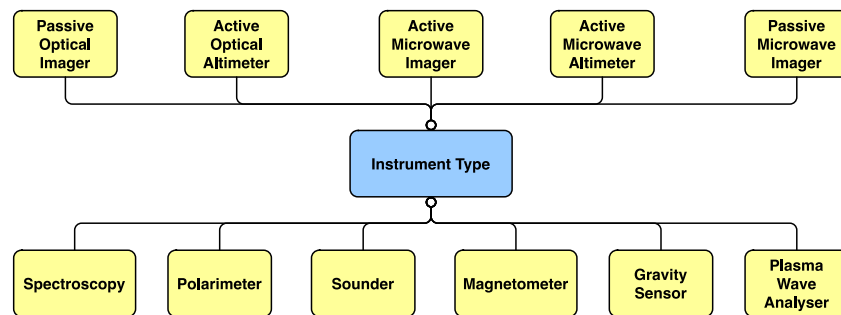 Passive
Optical
Imager
Active
Optical
Altimeter
Active
Microwave
Imager
Active
Microwave
Altimeter
Passive
Microwave
Imager
Instrument Type
Spectroscopy
Polarimeter
Sounder
Magnetometer
Gravity
Sensor
Plasma
Wave
Analyser